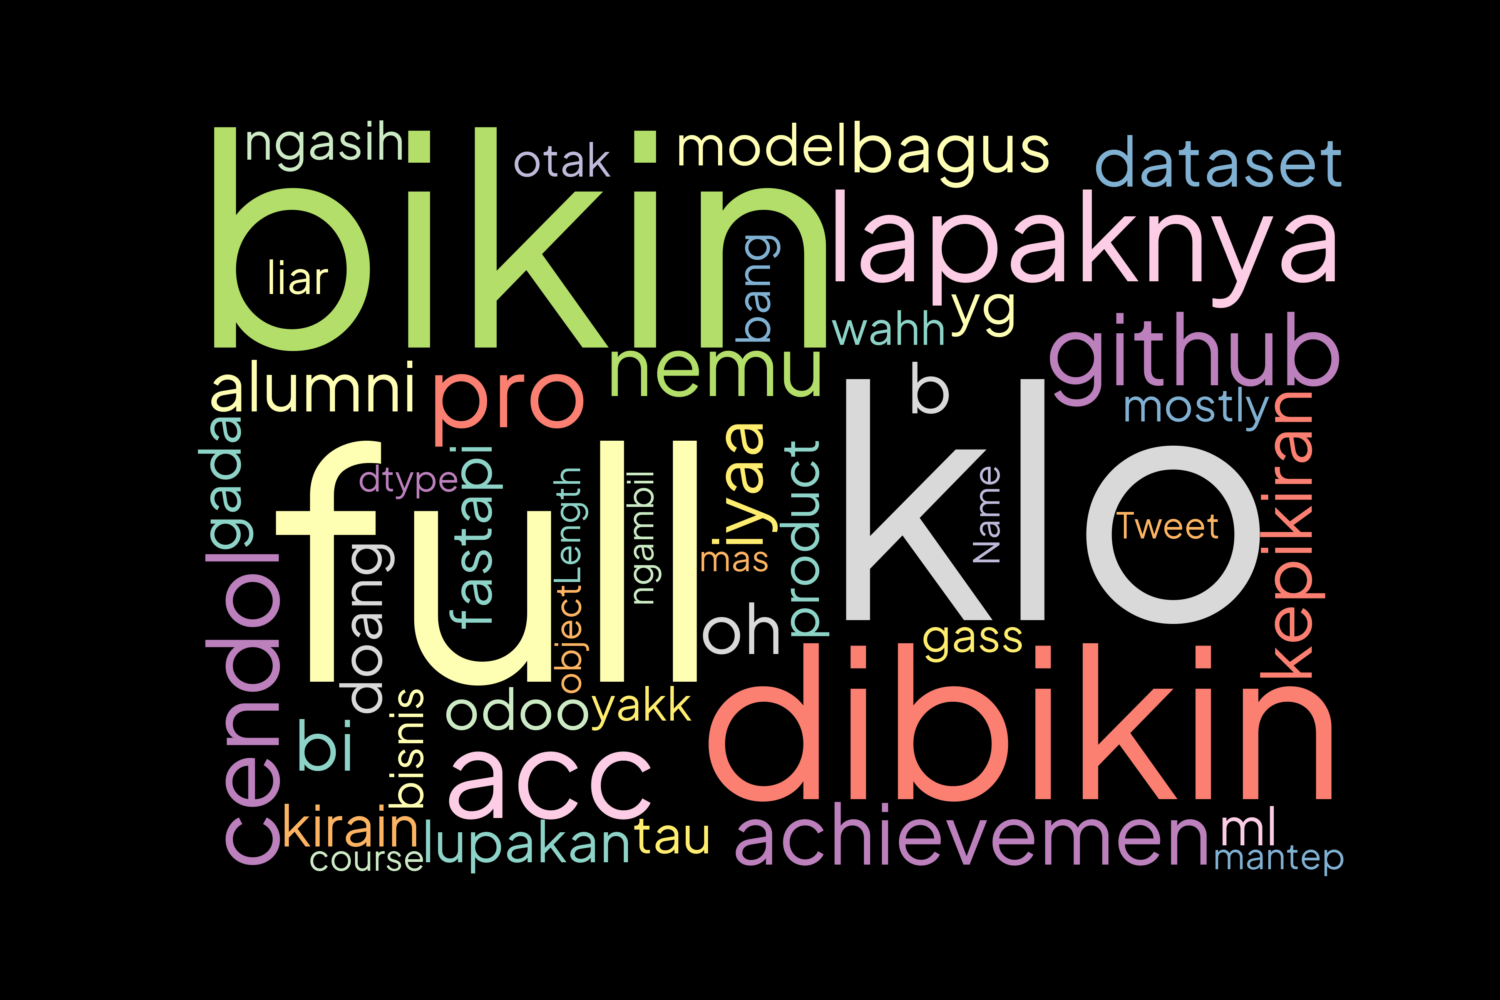 ngasih
otak
model
bagus
dataset
bikin
lapaknya
liar
bang
yg
wahh
github
nemu
alumni
pro
b
mostly
klo
kepikiran
gada
full
dtype
fastapi
iyaa
product
Name
Tweet
objectLength
ngambil
mas
cendol
doang
oh
gass
dibikin
odoo
yakk
bisnis
bi
acc
kirain
course
lupakan
tau
achievemen
ml
mantep